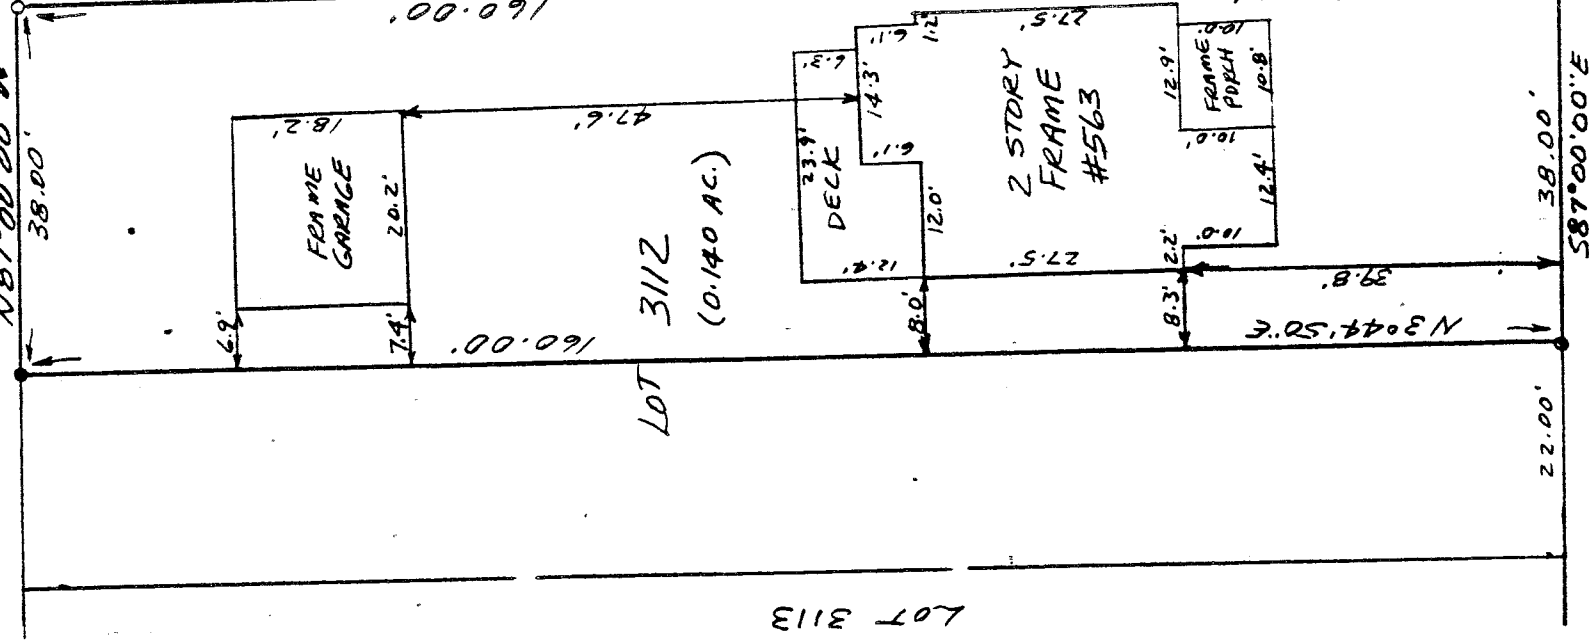 160.00'
38.00'
18.2'
FRAME
GARAGE
20.2'
6.9'
7.4'
47.6'
3112
(0.140 AC.)
LOT
160.00'
6.3'
23.9'
DECK
12.4'
6.1'
1.2'
14.3'
6.1'
12.0'
8.0'
27.5'
2 STORY
FRAME
#563
27.5'
12.9'
10.0'
FRAME
PORCH
10.8'
10.0'
12.4'
10.0'
2.2'
8.3'
39.8'
N 3°44'50"E
38.00'
S87°00'00"E
22.00'
LOT 3113